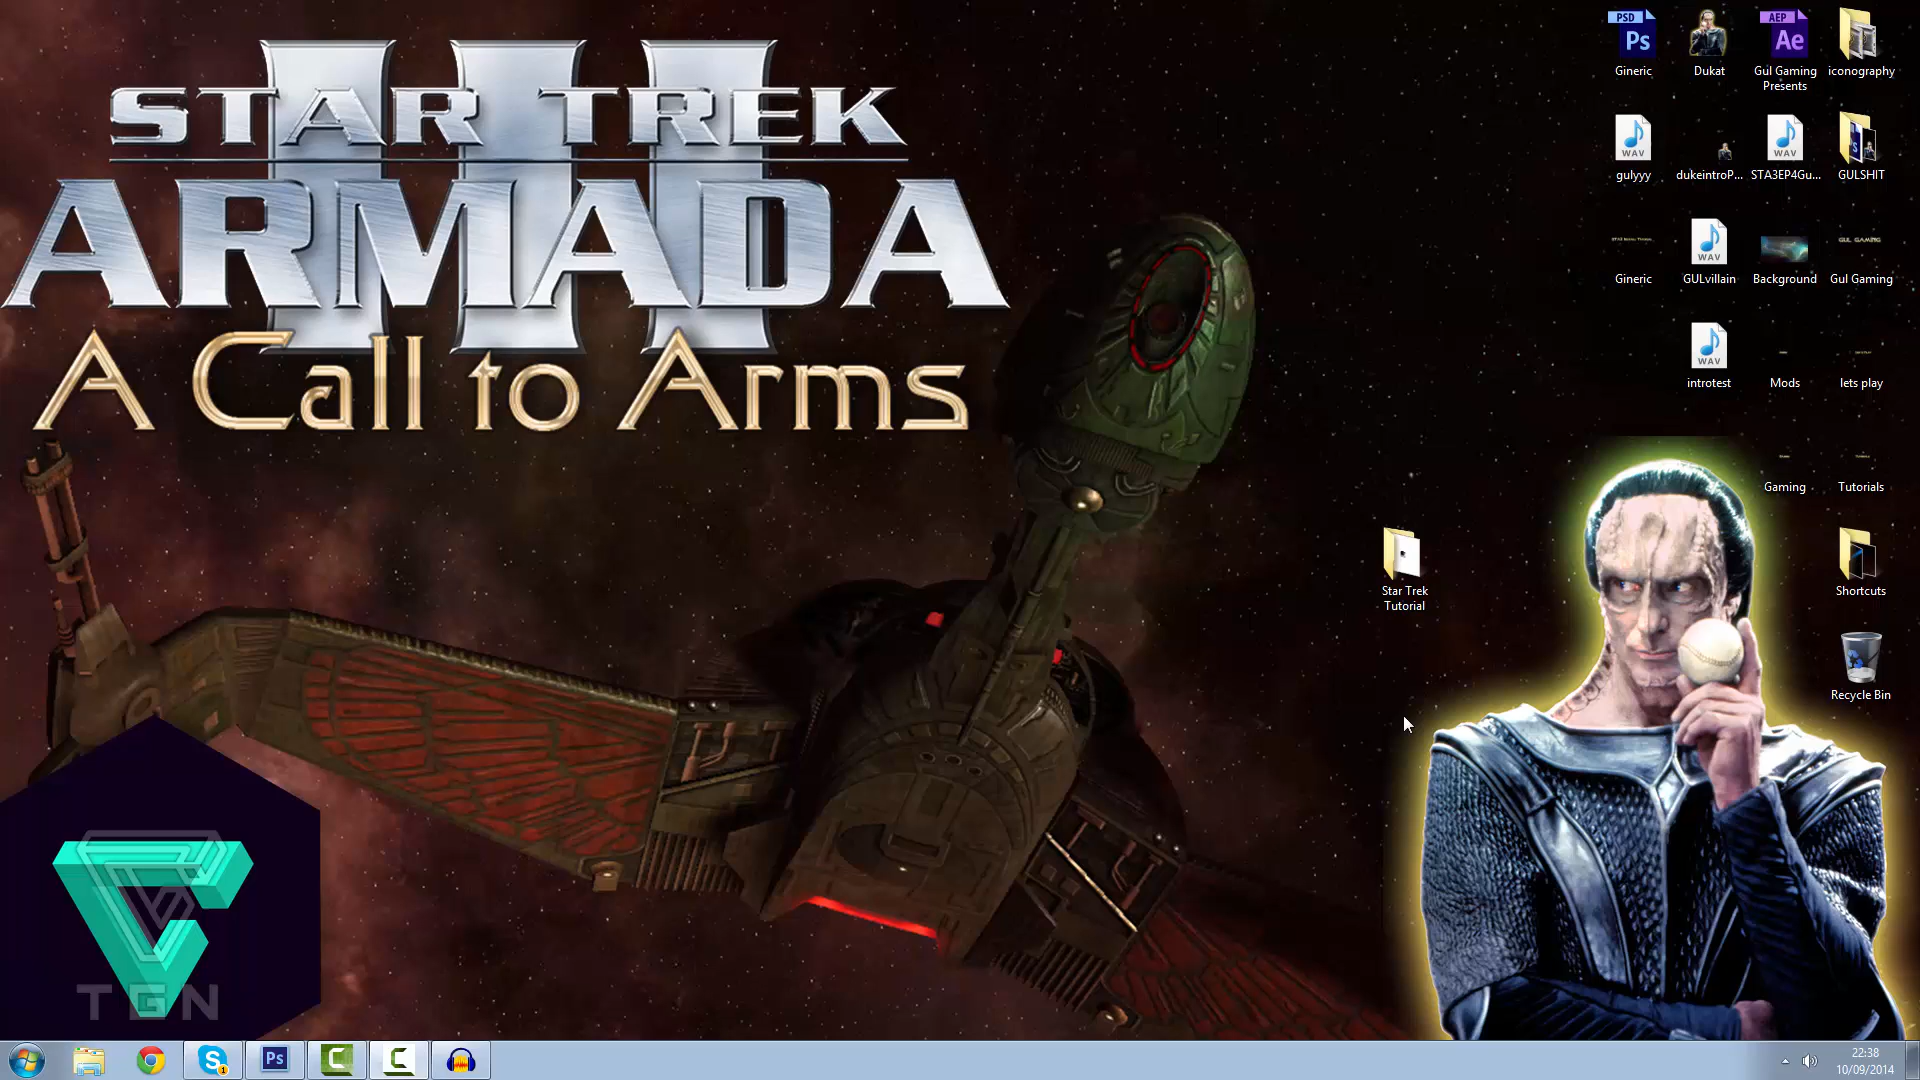 STAR TREK
III
ARMADA
A Call to Arms
TGN
PSD
Ps
Gineric
Dukat
AEP
Ae
Gul Gaming
Presents
iconography
WAV
gulyyy
dukeintroP...
WAV
STA3EP4Gu...
GULSHIT
Gineric
WAV
GULvillain
Background
GUL GAMING
Gul Gaming
WAV
introtest
Mods
lets play
Gaming
Tutorials
Star Trek
Tutorial
Shortcuts
Recycle Bin
Ps
22:38
10/09/2014